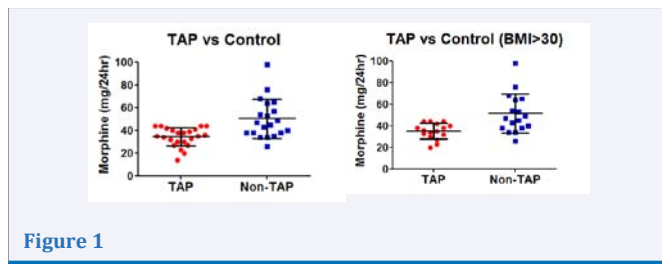 TAP vs Control
Morphine (mg/24hr)
100
80
60
40
20
0
TAP Non-TAP
TAP vs Control (BMI>30)
Morphine (mg/24hr)
100
80
60
40
20
0
TAP Non-TAP
Figure 1